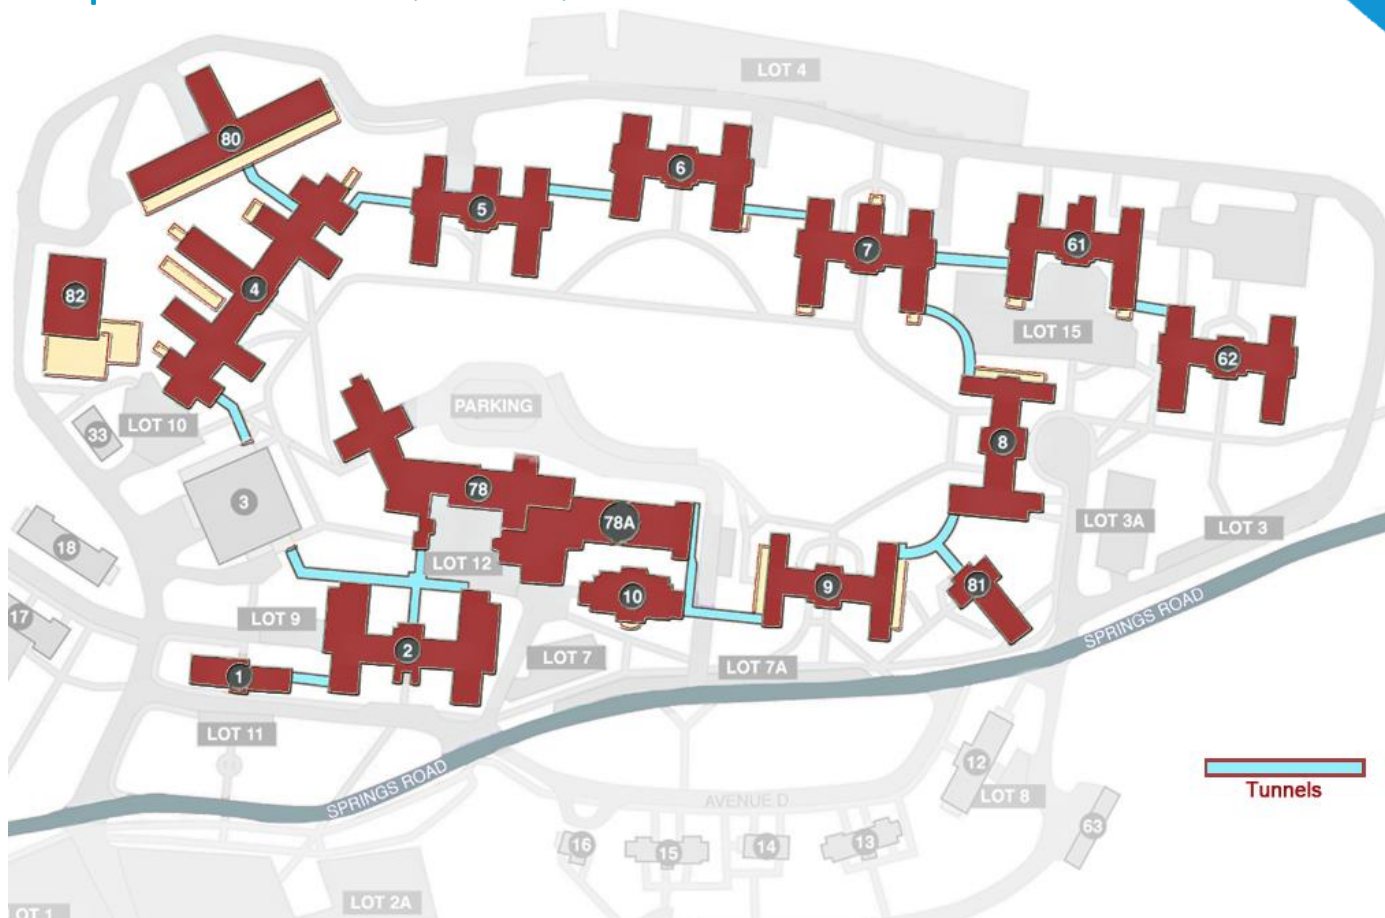 LOT 4
80
6
5
7
61
4
82
LOT 15
62
PARKING
33
LOT 10
8
78
3
78A
LOT 3A
LOT 3
18
LOT 12
9
81
10
17
LOT 9
SPRINGS ROAD
2
LOT 7
LOT 7A
1
LOT 11
12
SPRINGS ROAD
Tunnels
AVENUE D
LOT 8
63
16
15
14
13
LOT 2A
LOT 1